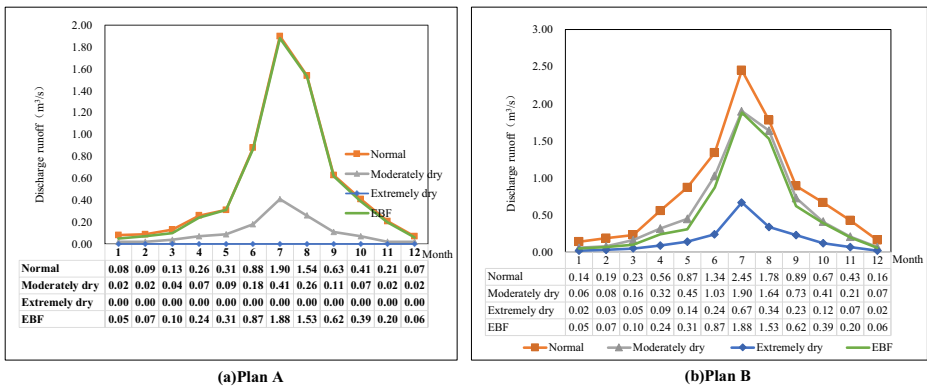 2.00
1.80
1.60
1.40
1.20
1.00
0.80
0.60
0.40
0.20
0.00
Discharge runoff（m³/s）
Normal
Moderately dry
Extremely dry
EBF
1 2 3 4 5 6 7 8 9 10 11 12 Month
Normal 0.08 0.09 0.13 0.26 0.31 0.88 1.90 1.54 0.63 0.41 0.21 0.07
Moderately dry 0.02 0.02 0.04 0.07 0.09 0.18 0.41 0.26 0.11 0.07 0.02 0.02
Extremely dry 0.00 0.00 0.00 0.00 0.00 0.00 0.00 0.00 0.00 0.00 0.00 0.00
EBF 0.05 0.07 0.10 0.24 0.31 0.87 1.88 1.53 0.62 0.39 0.20 0.06
(a)Plan A
3.00
2.50
2.00
1.50
1.00
0.50
0.00
Discharge runoff（m³/s）
1 2 3 4 5 6 7 8 9 10 11 12 Month
Normal 0.14 0.19 0.23 0.56 0.87 1.34 2.45 1.78 0.89 0.67 0.43 0.16
Moderately dry 0.06 0.08 0.16 0.32 0.45 1.03 1.90 1.64 0.73 0.41 0.21 0.07
Extremely dry 0.02 0.03 0.05 0.09 0.14 0.24 0.67 0.34 0.23 0.12 0.07 0.02
EBF 0.05 0.07 0.10 0.24 0.31 0.87 1.88 1.53 0.62 0.39 0.20 0.06
Normal Moderately dry Extremely dry EBF
(b)Plan B